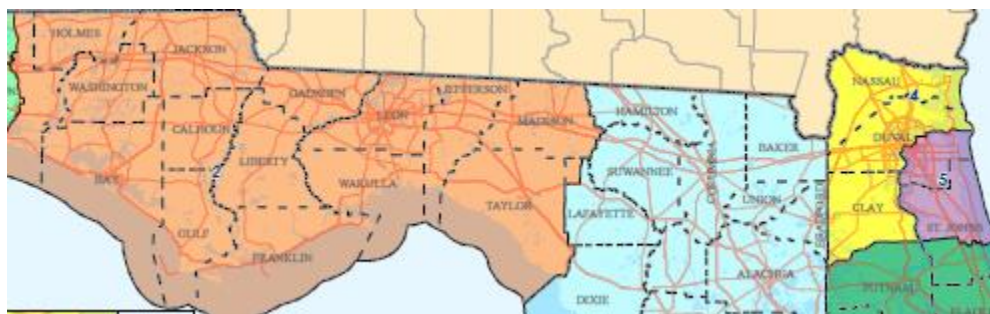 HOLMES
JACKSON
WASHINGTON
GADSDEN
JEFFERSON
LEON
MADISON
CALHOUN
LIBERTY
2
BAY
WAKULLA
TAYLOR
GULF
FRANKLIN
HAMILTON
SUWANNEE
COLUMBIA
BAKER
LAFAYETTE
UNION
BRADFORD
DIXIE
ALACHUA
NASSAU
4
DUVAL
5
CLAY
ST. JOHNS
PUTNAM